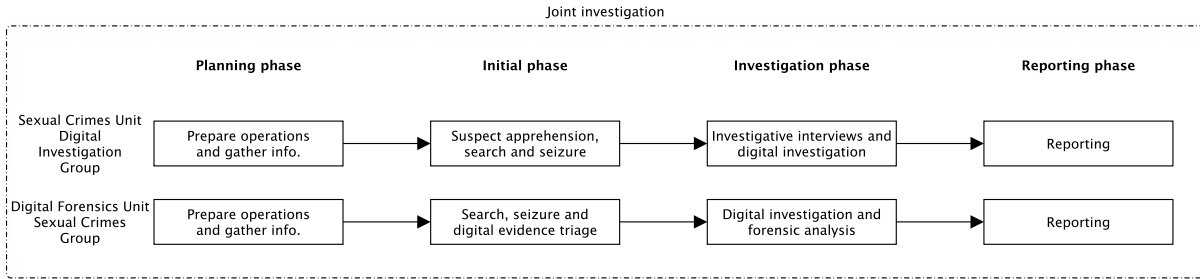 Joint investigation
Planning phase
Initial phase
Investigation phase
Reporting phase
Sexual Crimes Unit
Digital
Investigation
Group
Prepare operations
and gather info.
Suspect apprehension,
search and seizure
Investigative interviews and
digital investigation
Reporting
Digital Forensics Unit
Sexual Crimes
Group
Prepare operations
and gather info.
Search, seizure and
digital evidence triage
Digital investigation and
forensic analysis
Reporting